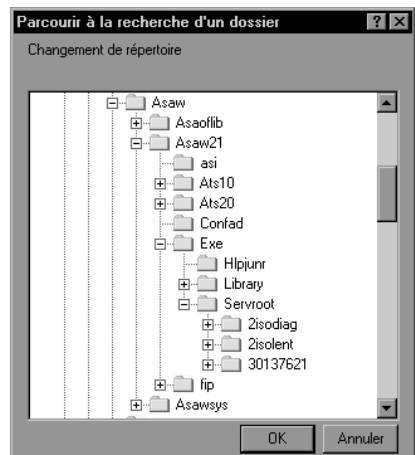 Parcourir à la recherche d'un dossier
Changement de répertoire
Asaw
Asaoflib
Asaw21
asi
Ats10
Ats20
Confad
Exe
Hlpjunr
Library
Servroot
2isodiag
2isolent
30137621
fip
Asawsys
OK
Annuler